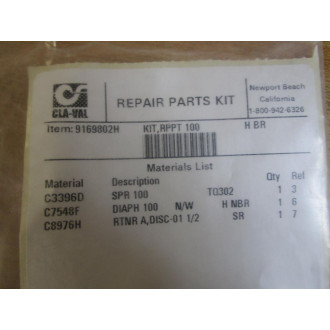 CLA-VAL
REPAIR PARTS KIT
Newport Beach
California
1-800-942-6326
Item: 9169802H KIT,RPPT 100 H BR
Materials List
Material Description Qty Rel
C3396D SPR 100 T0302 1 3
C7548F DIAPH 100 N/W H NBR 1 6
C8976H RTNR A,DISC-01 1/2 SR 1 7